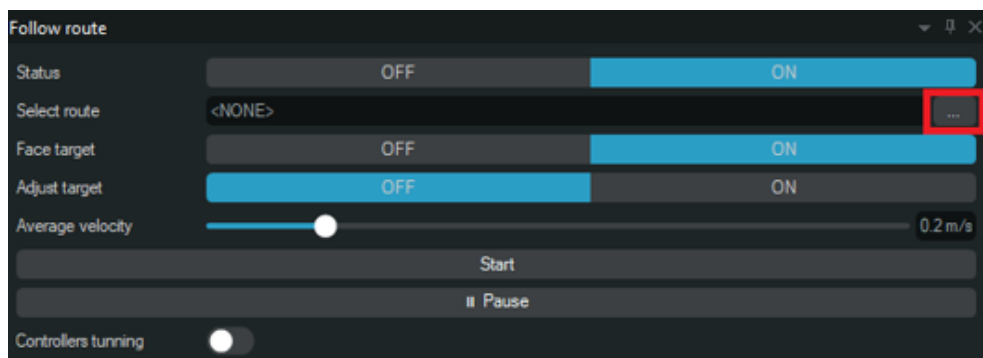 Follow route
Status OFF ON
Select route <NONE> ...
Face target OFF ON
Adjust target OFF ON
Average velocity 0.2 m/s
Start
Pause
Controllers tunning